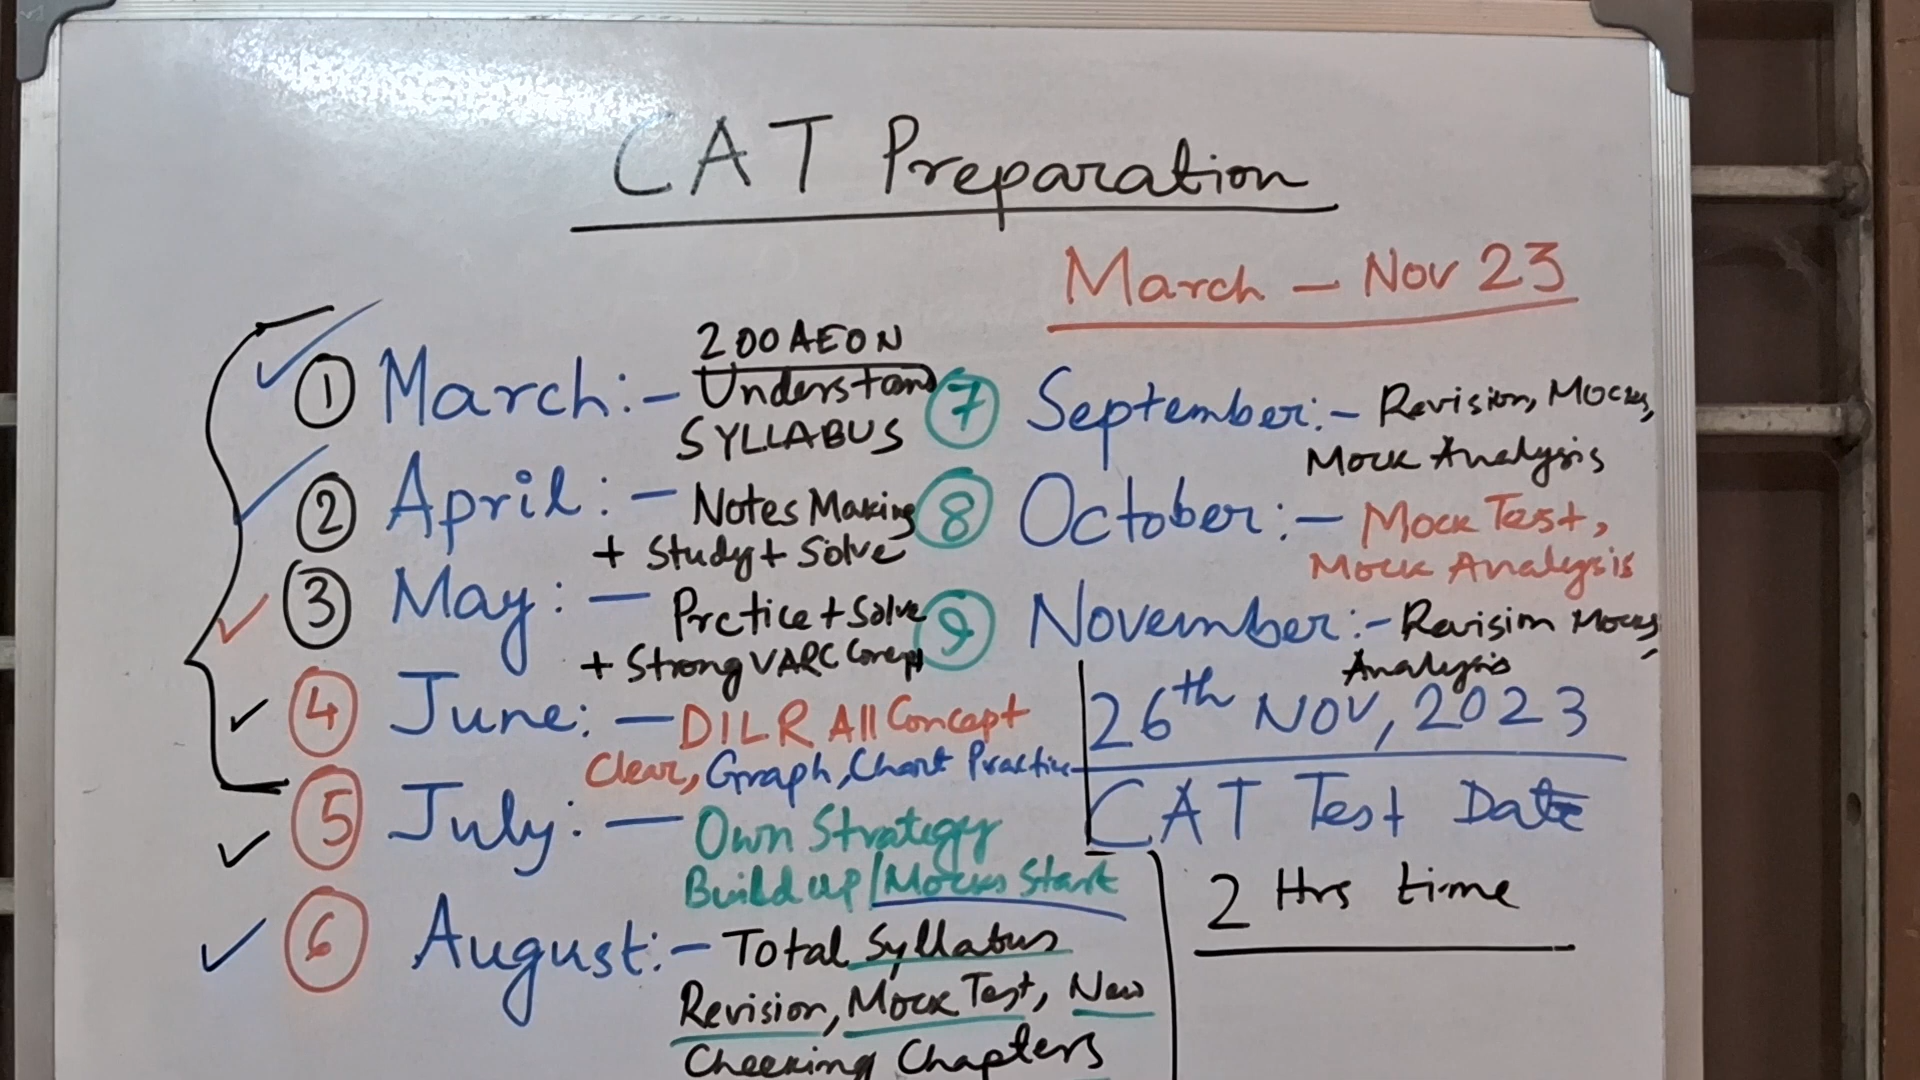 CAT Preparation
March - Nov 23
① March :- 200 AEON
Understand
SYLLABUS
② April : - Notes Making
+ Study + Solve
③ May : - Prctice + Solve
+ Strong VARC Concept
④ June : - DILR All Concept
Clear, Graph, Chart Practice
⑤ July : - Own Strategy
Build up / Mocks Start
⑥ August :- Total Syllabus
Revision, Mock Test, New
Checking Chapters
⑦ September :- Revision, Mocks,
Mock Analysis
⑧ October :- Mock Test,
Mock Analysis
⑨ November :- Revision Mocks,
Analysis
26th NOV, 2023
CAT Test Date
2 Hrs time